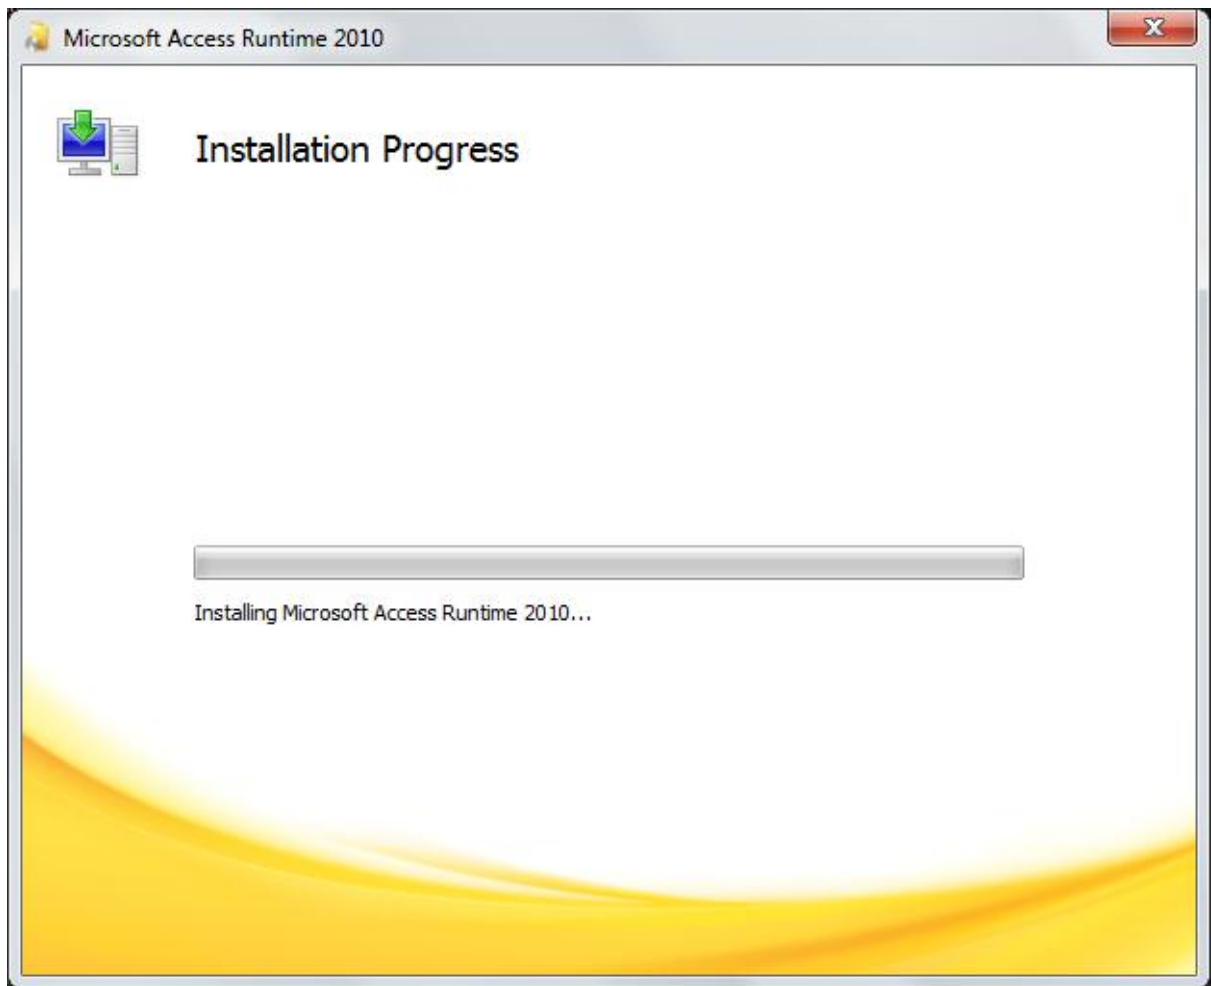 Microsoft Access Runtime 2010
Installation Progress
Installing Microsoft Access Runtime 2010...